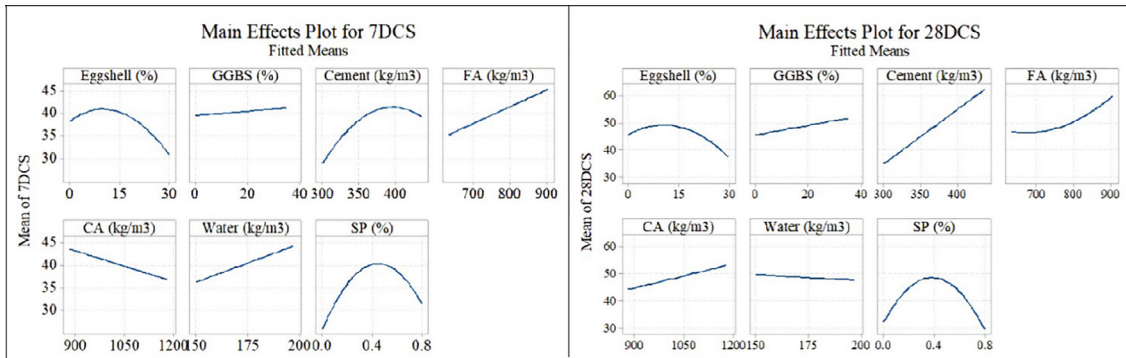 Main Effects Plot for 7DCS
Fitted Means
Eggshell (%) GGBS (%) Cement (kg/m3) FA (kg/m3)
45
40
35
30
0 15 30 0 20 300 400 700 800 900
Mean of 7DCS
CA (kg/m3) Water (kg/m3) SP (%)
45
40
35
30
900 1050 1200 150 175 200 0.0 0.4 0.8
Main Effects Plot for 28DCS
Fitted Means
Eggshell (%) GGBS (%) Cement (kg/m3) FA (kg/m3)
60
50
40
30
0 15 30 0 20 300 400 700 800 900
Mean of 28DCS
CA (kg/m3) Water (kg/m3) SP (%)
60
50
40
30
900 1050 1200 150 175 200 0.0 0.4 0.8